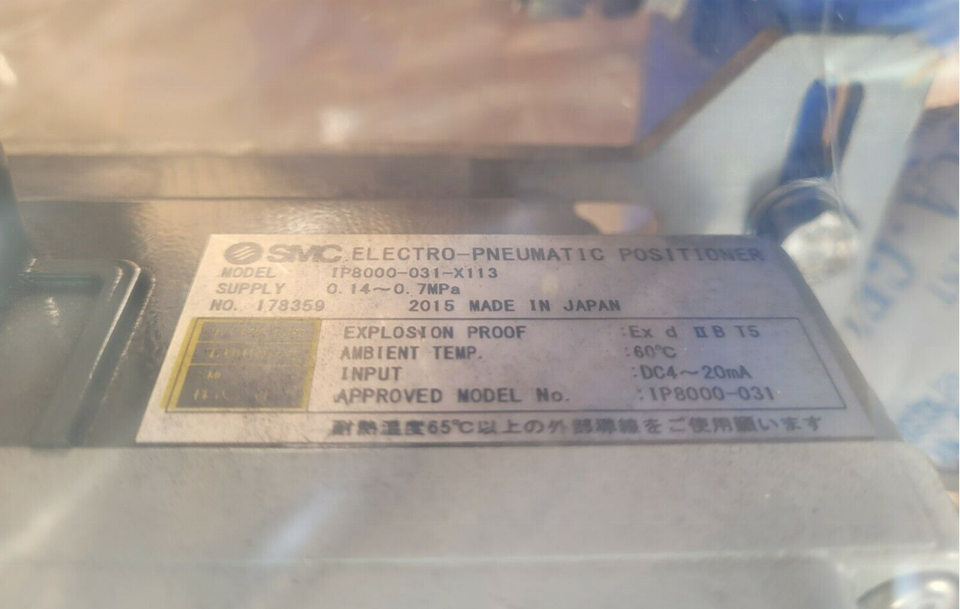 SMC ELECTRO-PNEUMATIC POSITIONER
MODEL IP8000-031-X113
SUPPLY 0.14～0.7MPa
NO. 178359 2015 MADE IN JAPAN
EXPLOSION PROOF :Ex d ⅡB T5
AMBIENT TEMP. :60℃
INPUT :DC4～20mA
APPROVED MODEL No. :IP8000-031
耐熱温度65℃以上の外部導線をご使用願います